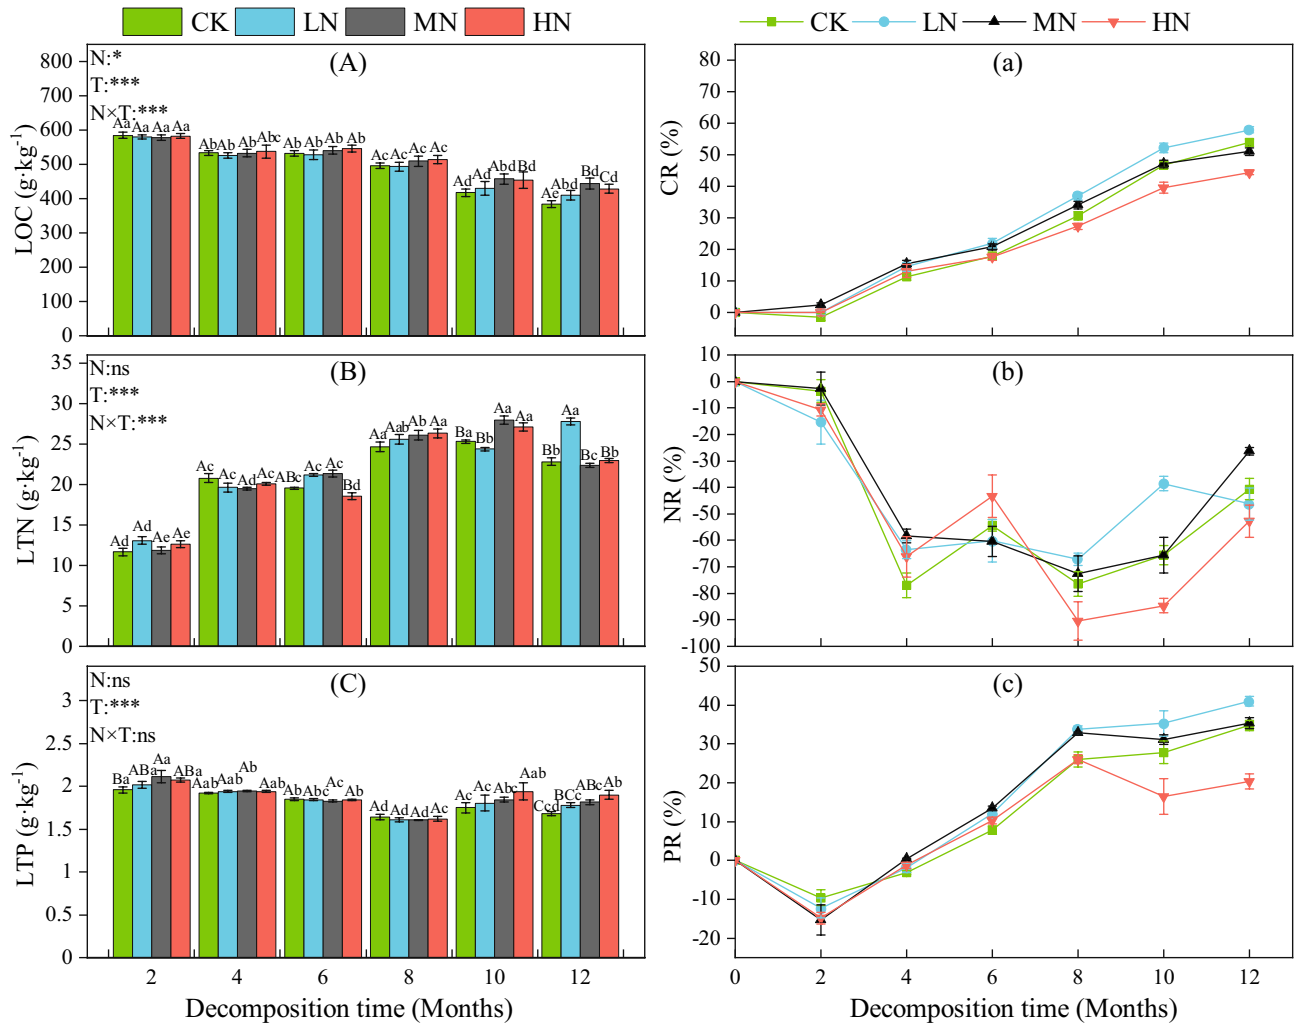 CK LN MN HN
CK LN MN HN
(A)
N:*
T:***
N×T:***
800
700
600
500
400
300
200
100
0
LOC (g·kg⁻¹)
Aa Aa Aa Aa
Ab Ab Ab Abc
Ab Ab Ab Ab
Ac Ac Ac Ac
Ad Ad Abd Bd
Ae Abd Bd Cd
(a)
80
70
60
50
40
30
20
10
0
CR (%)
(B)
N:ns
T:***
N×T:***
35
30
25
20
15
10
5
0
LTN (g·kg⁻¹)
Ad Ad Ae Ae
Ac Ac Ad Ac
ABc Ac Ac Bd
Aa Aab Ab Aa
Ba Bb Aa Aa
Bb Aa Bc Bb
(b)
10
0
-10
-20
-30
-40
-50
-60
-70
-80
-90
-100
NR (%)
(C)
N:ns
T:***
N×T:ns
3
2.5
2
1.5
1
0.5
0
LTP (g·kg⁻¹)
Ba ABa Aa ABa
Aab Aab Ab Aab
Ab Abc Ac Ab
Ad Ad Ad Ac
Ac Ac Abc Aab
Ccd BCc ABc Ab
2 4 6 8 10 12
Decomposition time (Months)
(c)
50
40
30
20
10
0
-10
-20
PR (%)
0 2 4 6 8 10 12
Decomposition time (Months)